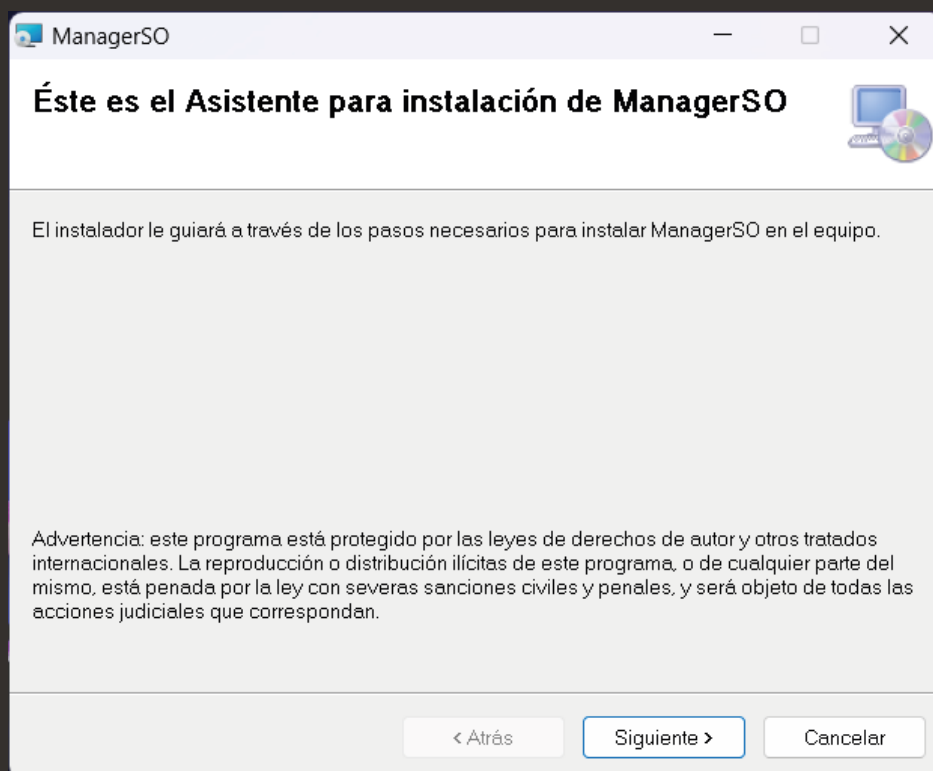 ManagerSO
Éste es el Asistente para instalación de ManagerSO
El instalador le guiará a través de los pasos necesarios para instalar ManagerSO en el equipo.
Advertencia: este programa está protegido por las leyes de derechos de autor y otros tratados
internacionales. La reproducción o distribución ilícitas de este programa, o de cualquier parte del
mismo, está penada por la ley con severas sanciones civiles y penales, y será objeto de todas las
acciones judiciales que correspondan.
< Atrás Siguiente > Cancelar